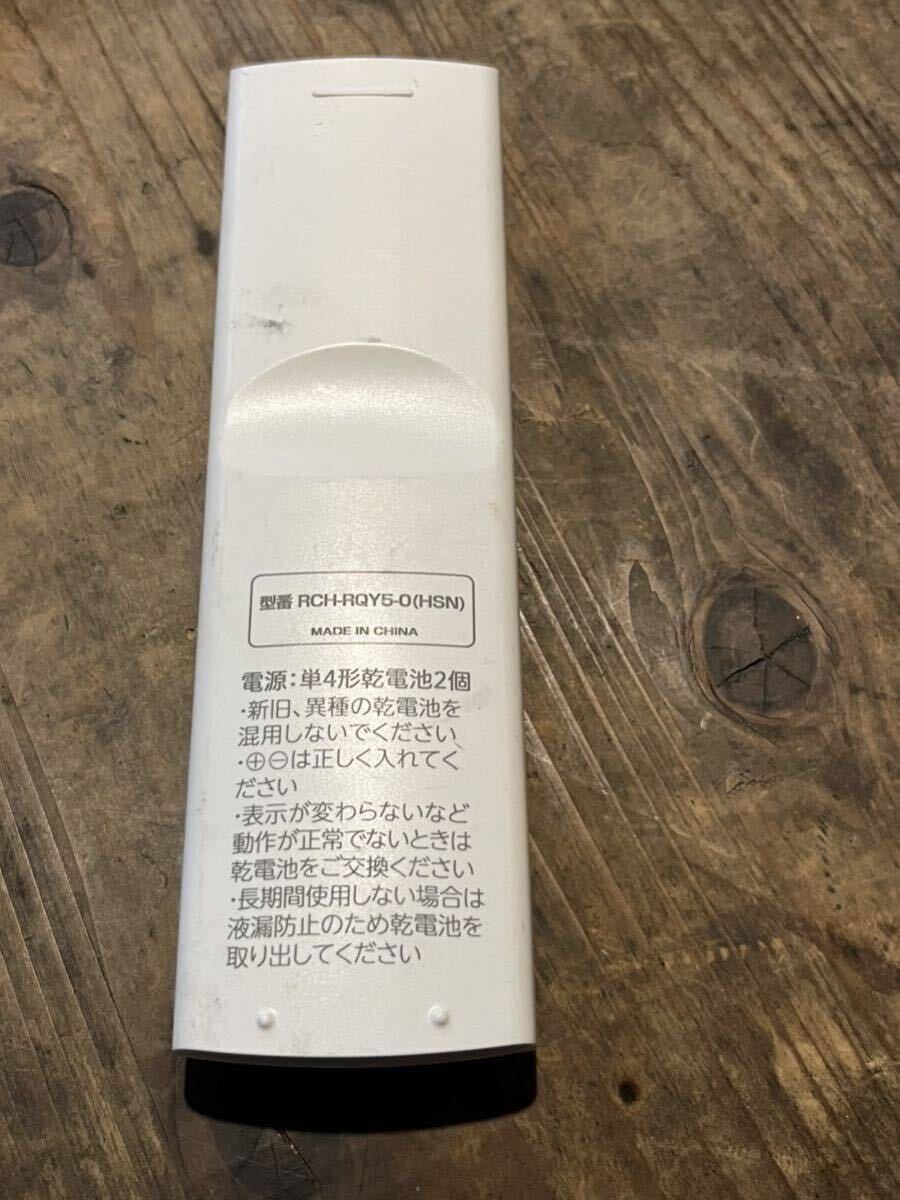 型番 RCH-RQY5-0(HSN)
MADE IN CHINA
電源:単4形乾電池2個
・新旧、異種の乾電池を
混用しないでください
・⊕⊖は正しく入れてく
ださい
・表示が変わらないなど
動作が正常でないときは
乾電池をご交換ください
・長期間使用しない場合は
液漏防止のため乾電池を
取り出してください